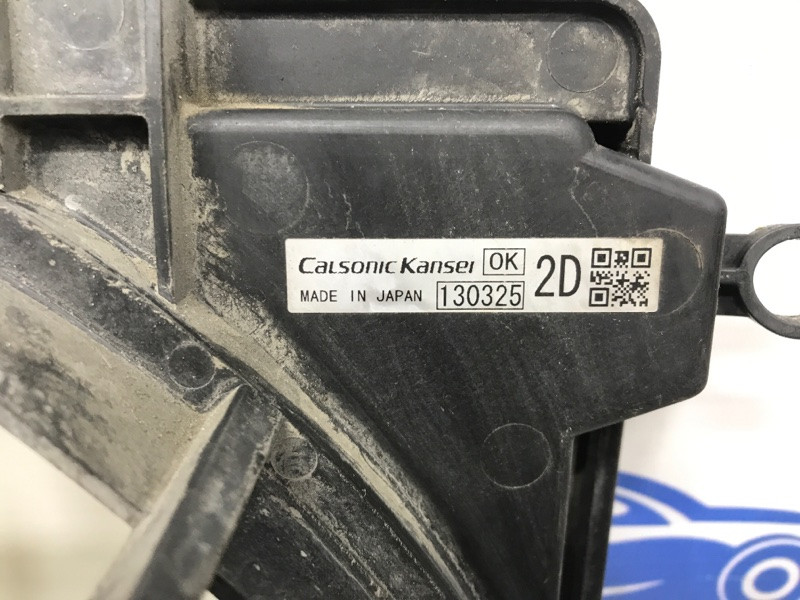 Calsonic Kansei OK 2D
MADE IN JAPAN 130325